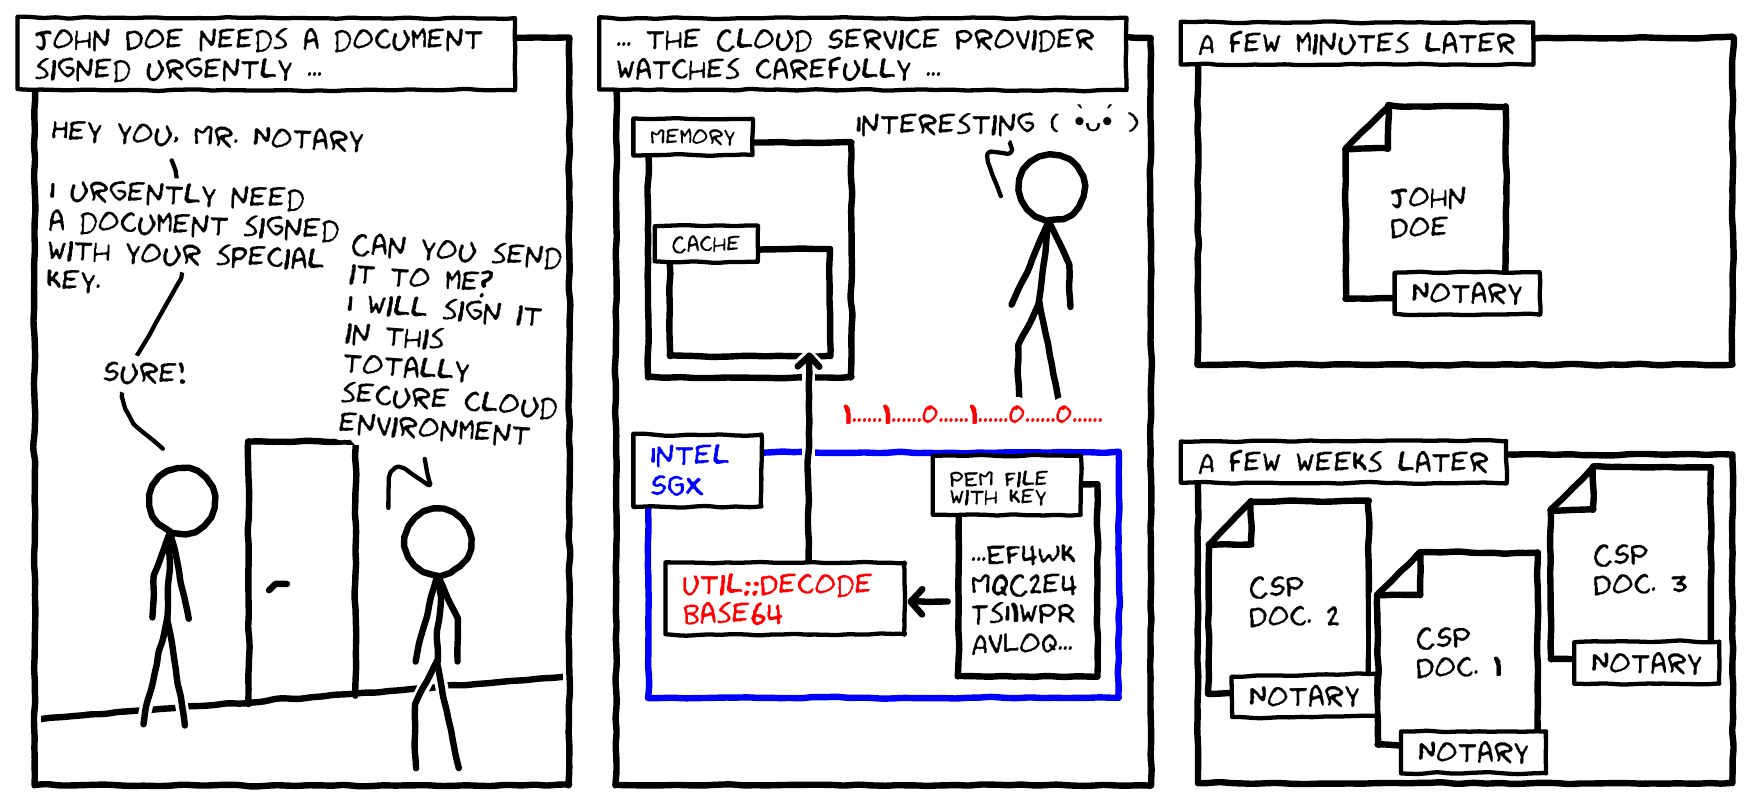 JOHN DOE NEEDS A DOCUMENT
SIGNED URGENTLY ...
HEY YOU, MR. NOTARY
I URGENTLY NEED
A DOCUMENT SIGNED
WITH YOUR SPECIAL
KEY.
SURE!
CAN YOU SEND
IT TO ME?
I WILL SIGN IT
IN THIS
TOTALLY
SECURE CLOUD
ENVIRONMENT
... THE CLOUD SERVICE PROVIDER
WATCHES CAREFULLY ...
INTERESTING (•̀ᴗ•́)
MEMORY
CACHE
1......1......0......1......0......0......
INTEL
SGX
PEM FILE
WITH KEY
...EF4WK
MQC2E4
TS11WPR
AVLOQ...
UTIL::DECODE
BASE64
A FEW MINUTES LATER
JOHN
DOE
NOTARY
A FEW WEEKS LATER
CSP
DOC. 2
NOTARY
CSP
DOC. 1
NOTARY
CSP
DOC. 3
NOTARY